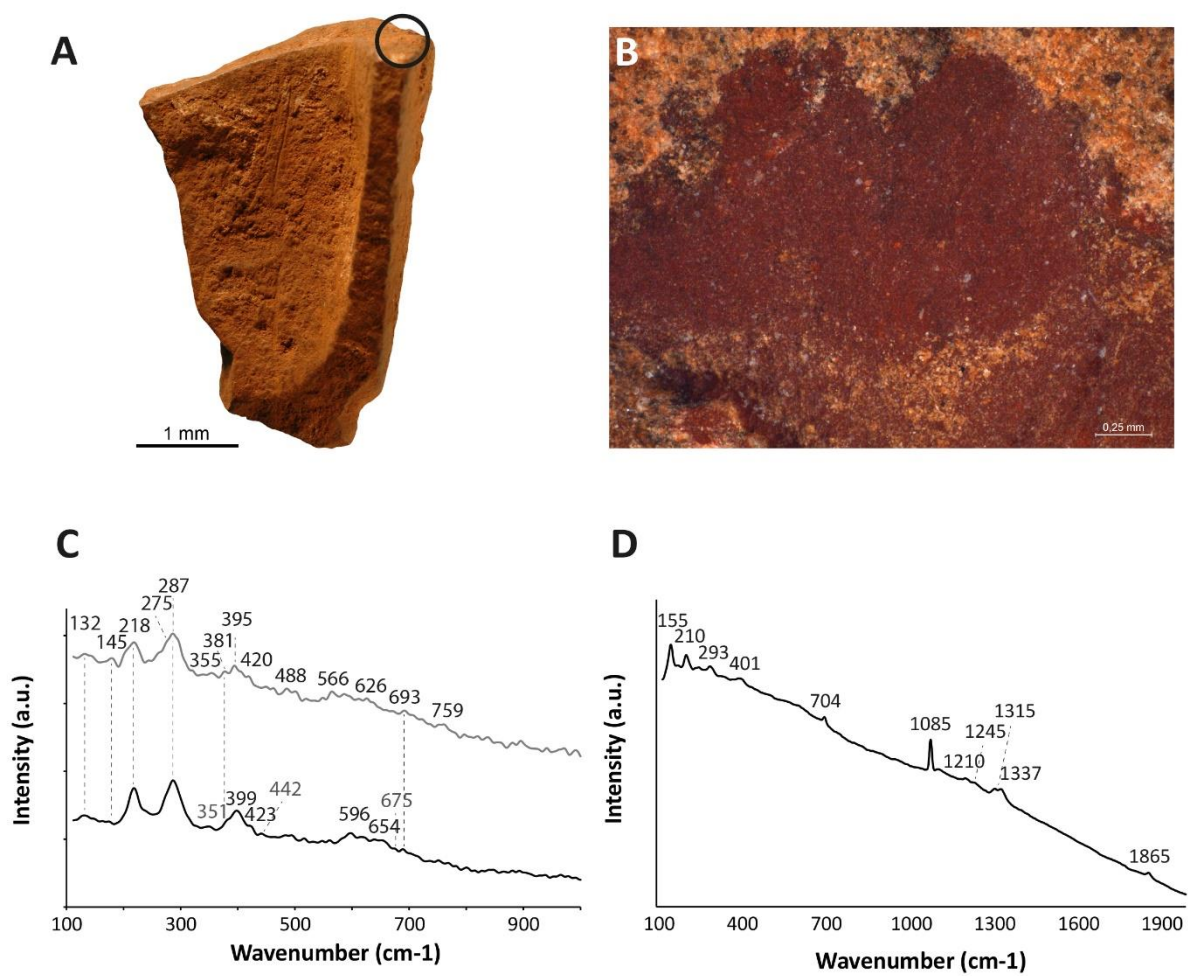 A
B
1 mm
0,25 mm
C
D
287
275
132
218
145
395
381
355
420
488
566
626
693
759
442
351
399
423
596
654
675
Intensity (a.u.)
100 300 500 700 900
Wavenumber (cm-1)
155
210
293
401
704
1085
1210
1245
1315
1337
1865
Intensity (a.u.)
100 400 700 1000 1300 1600 1900
Wavenumber (cm-1)